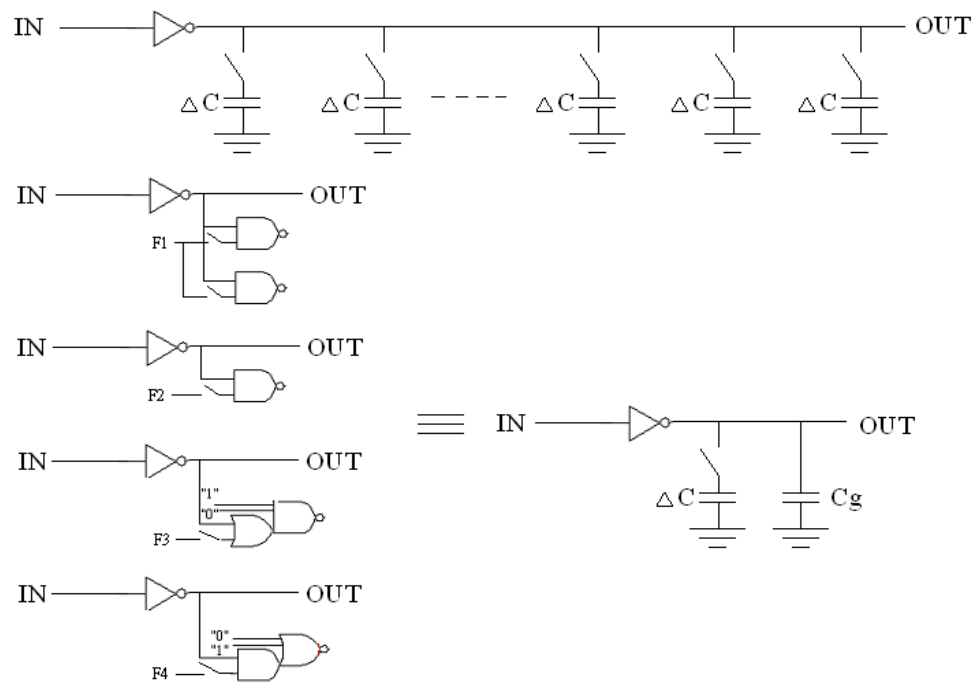 IN OUT
△C △C △C △C △C
IN OUT
F1
IN OUT
F2
IN OUT
IN OUT
"1"
"0"
F3
△C Cg
IN OUT
"0"
"1"
F4